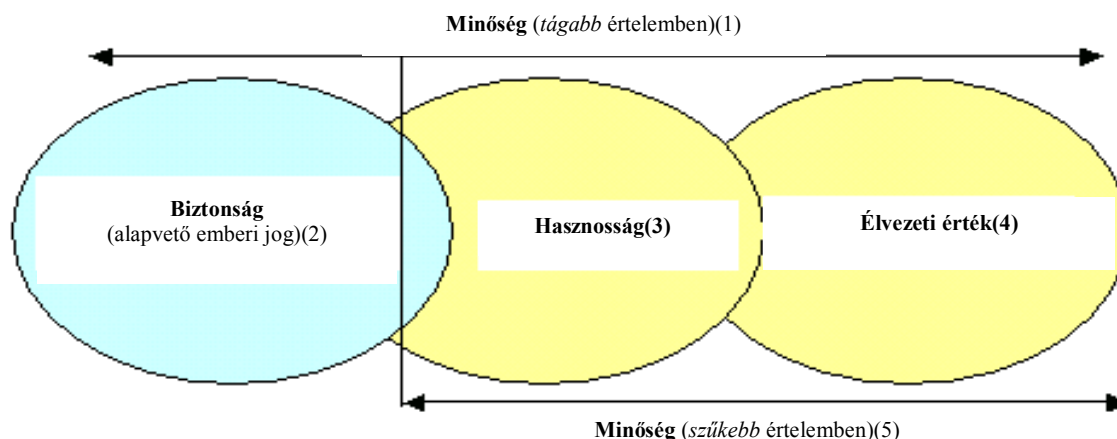 Minőség (tágabb értelemben)(1)
Biztonság
(alapvető emberi jog)(2)
Hasznosság(3)
Élvezeti érték(4)
Minőség (szűkebb értelemben)(5)